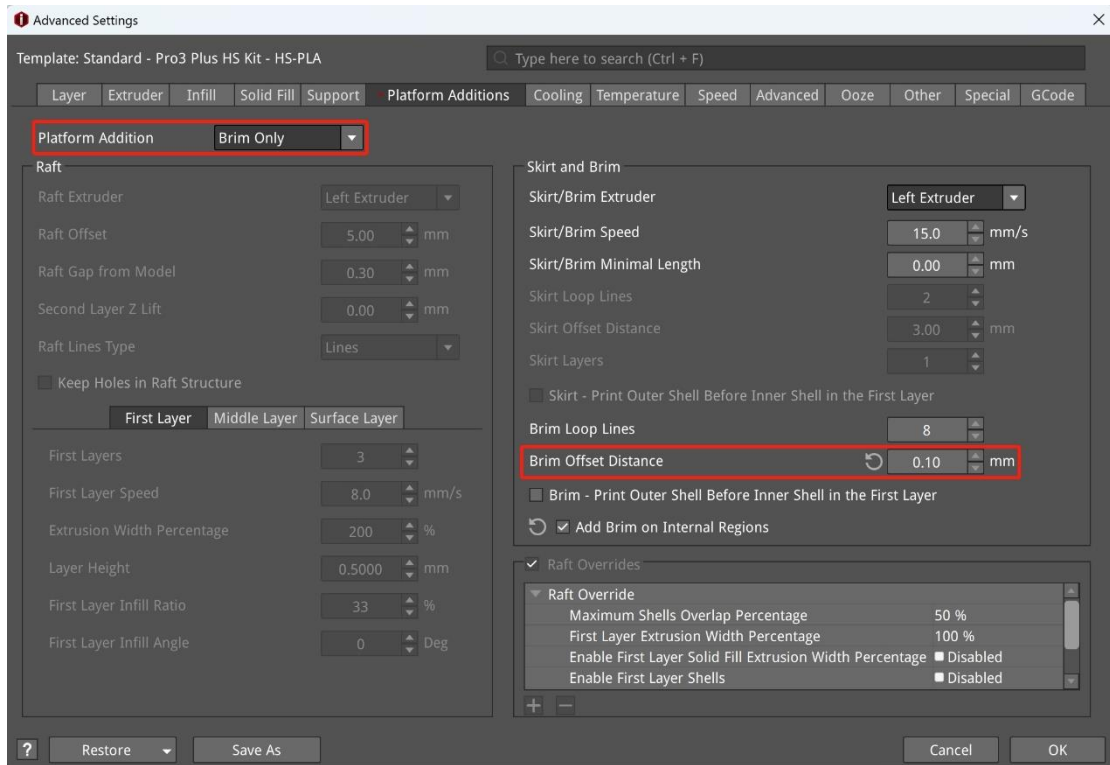 Advanced Settings
Template: Standard - Pro3 Plus HS Kit - HS-PLA
Type here to search (Ctrl + F)
Layer Extruder Infill Solid Fill Support Platform Additions Cooling Temperature Speed Advanced Ooze Other Special GCode
Platform Addition Brim Only
Raft
Raft Extruder Left Extruder
Raft Offset 5.00 mm
Raft Gap from Model 0.30 mm
Second Layer Z Lift 0.00 mm
Raft Lines Type Lines
Keep Holes in Raft Structure
First Layer Middle Layer Surface Layer
First Layers 3
First Layer Speed 8.0 mm/s
Extrusion Width Percentage 200 %
Layer Height 0.5000 mm
First Layer Infill Ratio 33 %
First Layer Infill Angle 0 Deg
Skirt and Brim
Skirt/Brim Extruder Left Extruder
Skirt/Brim Speed 15.0 mm/s
Skirt/Brim Minimal Length 0.00 mm
Skirt Loop Lines 2
Skirt Offset Distance 3.00 mm
Skirt Layers 1
Skirt - Print Outer Shell Before Inner Shell in the First Layer
Brim Loop Lines 8
Brim Offset Distance 0.10 mm
Brim - Print Outer Shell Before Inner Shell in the First Layer
Add Brim on Internal Regions
Raft Overrides
Raft Override
Maximum Shells Overlap Percentage 50 %
First Layer Extrusion Width Percentage 100 %
Enable First Layer Solid Fill Extrusion Width Percentage Disabled
Enable First Layer Shells Disabled
? Restore Save As Cancel OK